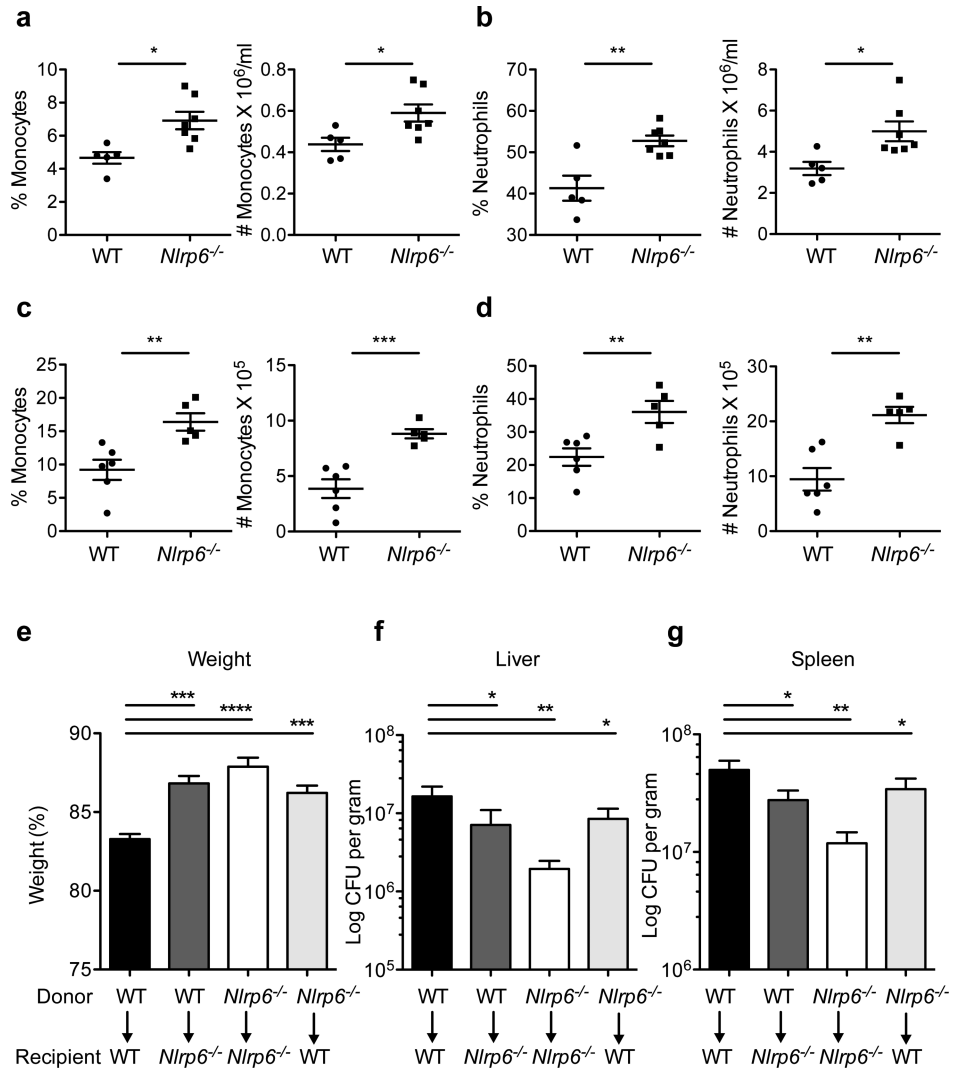 a
b
*
*
**
*
% Monocytes
10
8
6
4
2
0
WT
Nlrp6-/-
# Monocytes X 10⁶/ml
0.8
0.6
0.4
0.2
0.0
WT
Nlrp6-/-
% Neutrophils
70
60
50
40
30
WT
Nlrp6-/-
# Neutrophils X 10⁶/ml
8
6
4
2
0
WT
Nlrp6-/-
c
d
**
***
**
**
% Monocytes
25
20
15
10
5
0
WT
Nlrp6-/-
# Monocytes X 10⁵
15
10
5
0
WT
Nlrp6-/-
% Neutrophils
50
40
30
20
10
0
WT
Nlrp6-/-
# Neutrophils X 10⁵
30
20
10
0
WT
Nlrp6-/-
e
Weight
***
****
***
Weight (%)
90
85
80
75
f
Liver
*
**
*
Log CFU per gram
10⁸
10⁷
10⁶
10⁵
g
Spleen
*
**
*
Log CFU per gram
10⁸
10⁷
10⁶
Donor WT WT Nlrp6-/- Nlrp6-/- WT WT Nlrp6-/- Nlrp6-/- WT WT Nlrp6-/- Nlrp6-/-
Recipient WT Nlrp6-/- Nlrp6-/- WT WT Nlrp6-/- Nlrp6-/- WT WT Nlrp6-/- Nlrp6-/- WT